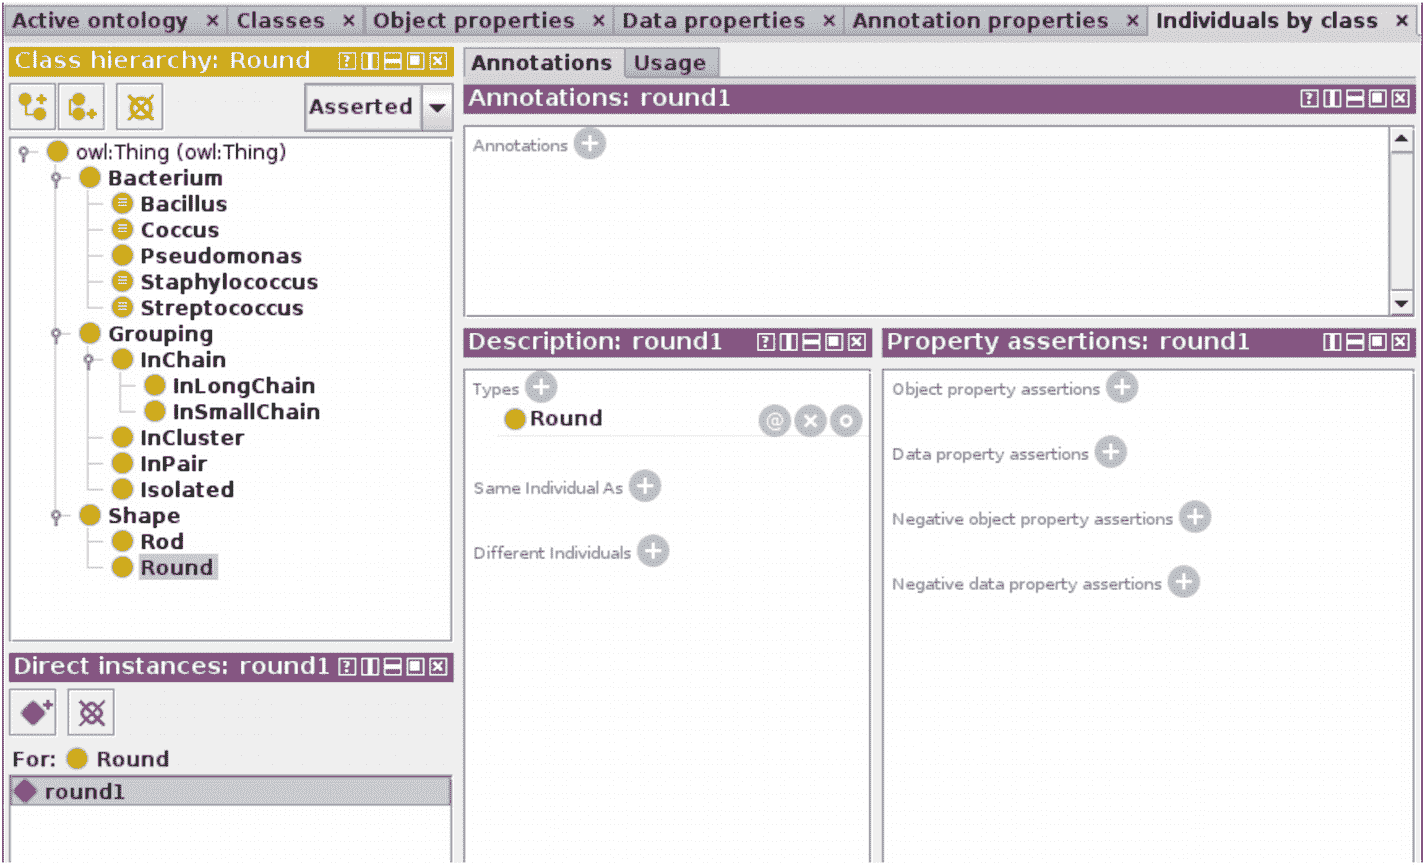 Active ontology × Classes × Object properties × Data properties × Annotation properties × Individuals by class ×
Class hierarchy: Round
Asserted
owl:Thing (owl:Thing)
Bacterium
Bacillus
Coccus
Pseudomonas
Staphylococcus
Streptococcus
Grouping
InChain
InLongChain
InSmallChain
InCluster
InPair
Isolated
Shape
Rod
Round
Direct instances: round1
For: Round
round1
Annotations Usage
Annotations: round1
Annotations
Description: round1
Types
Round
Same Individual As
Different Individuals
Property assertions: round1
Object property assertions
Data property assertions
Negative object property assertions
Negative data property assertions